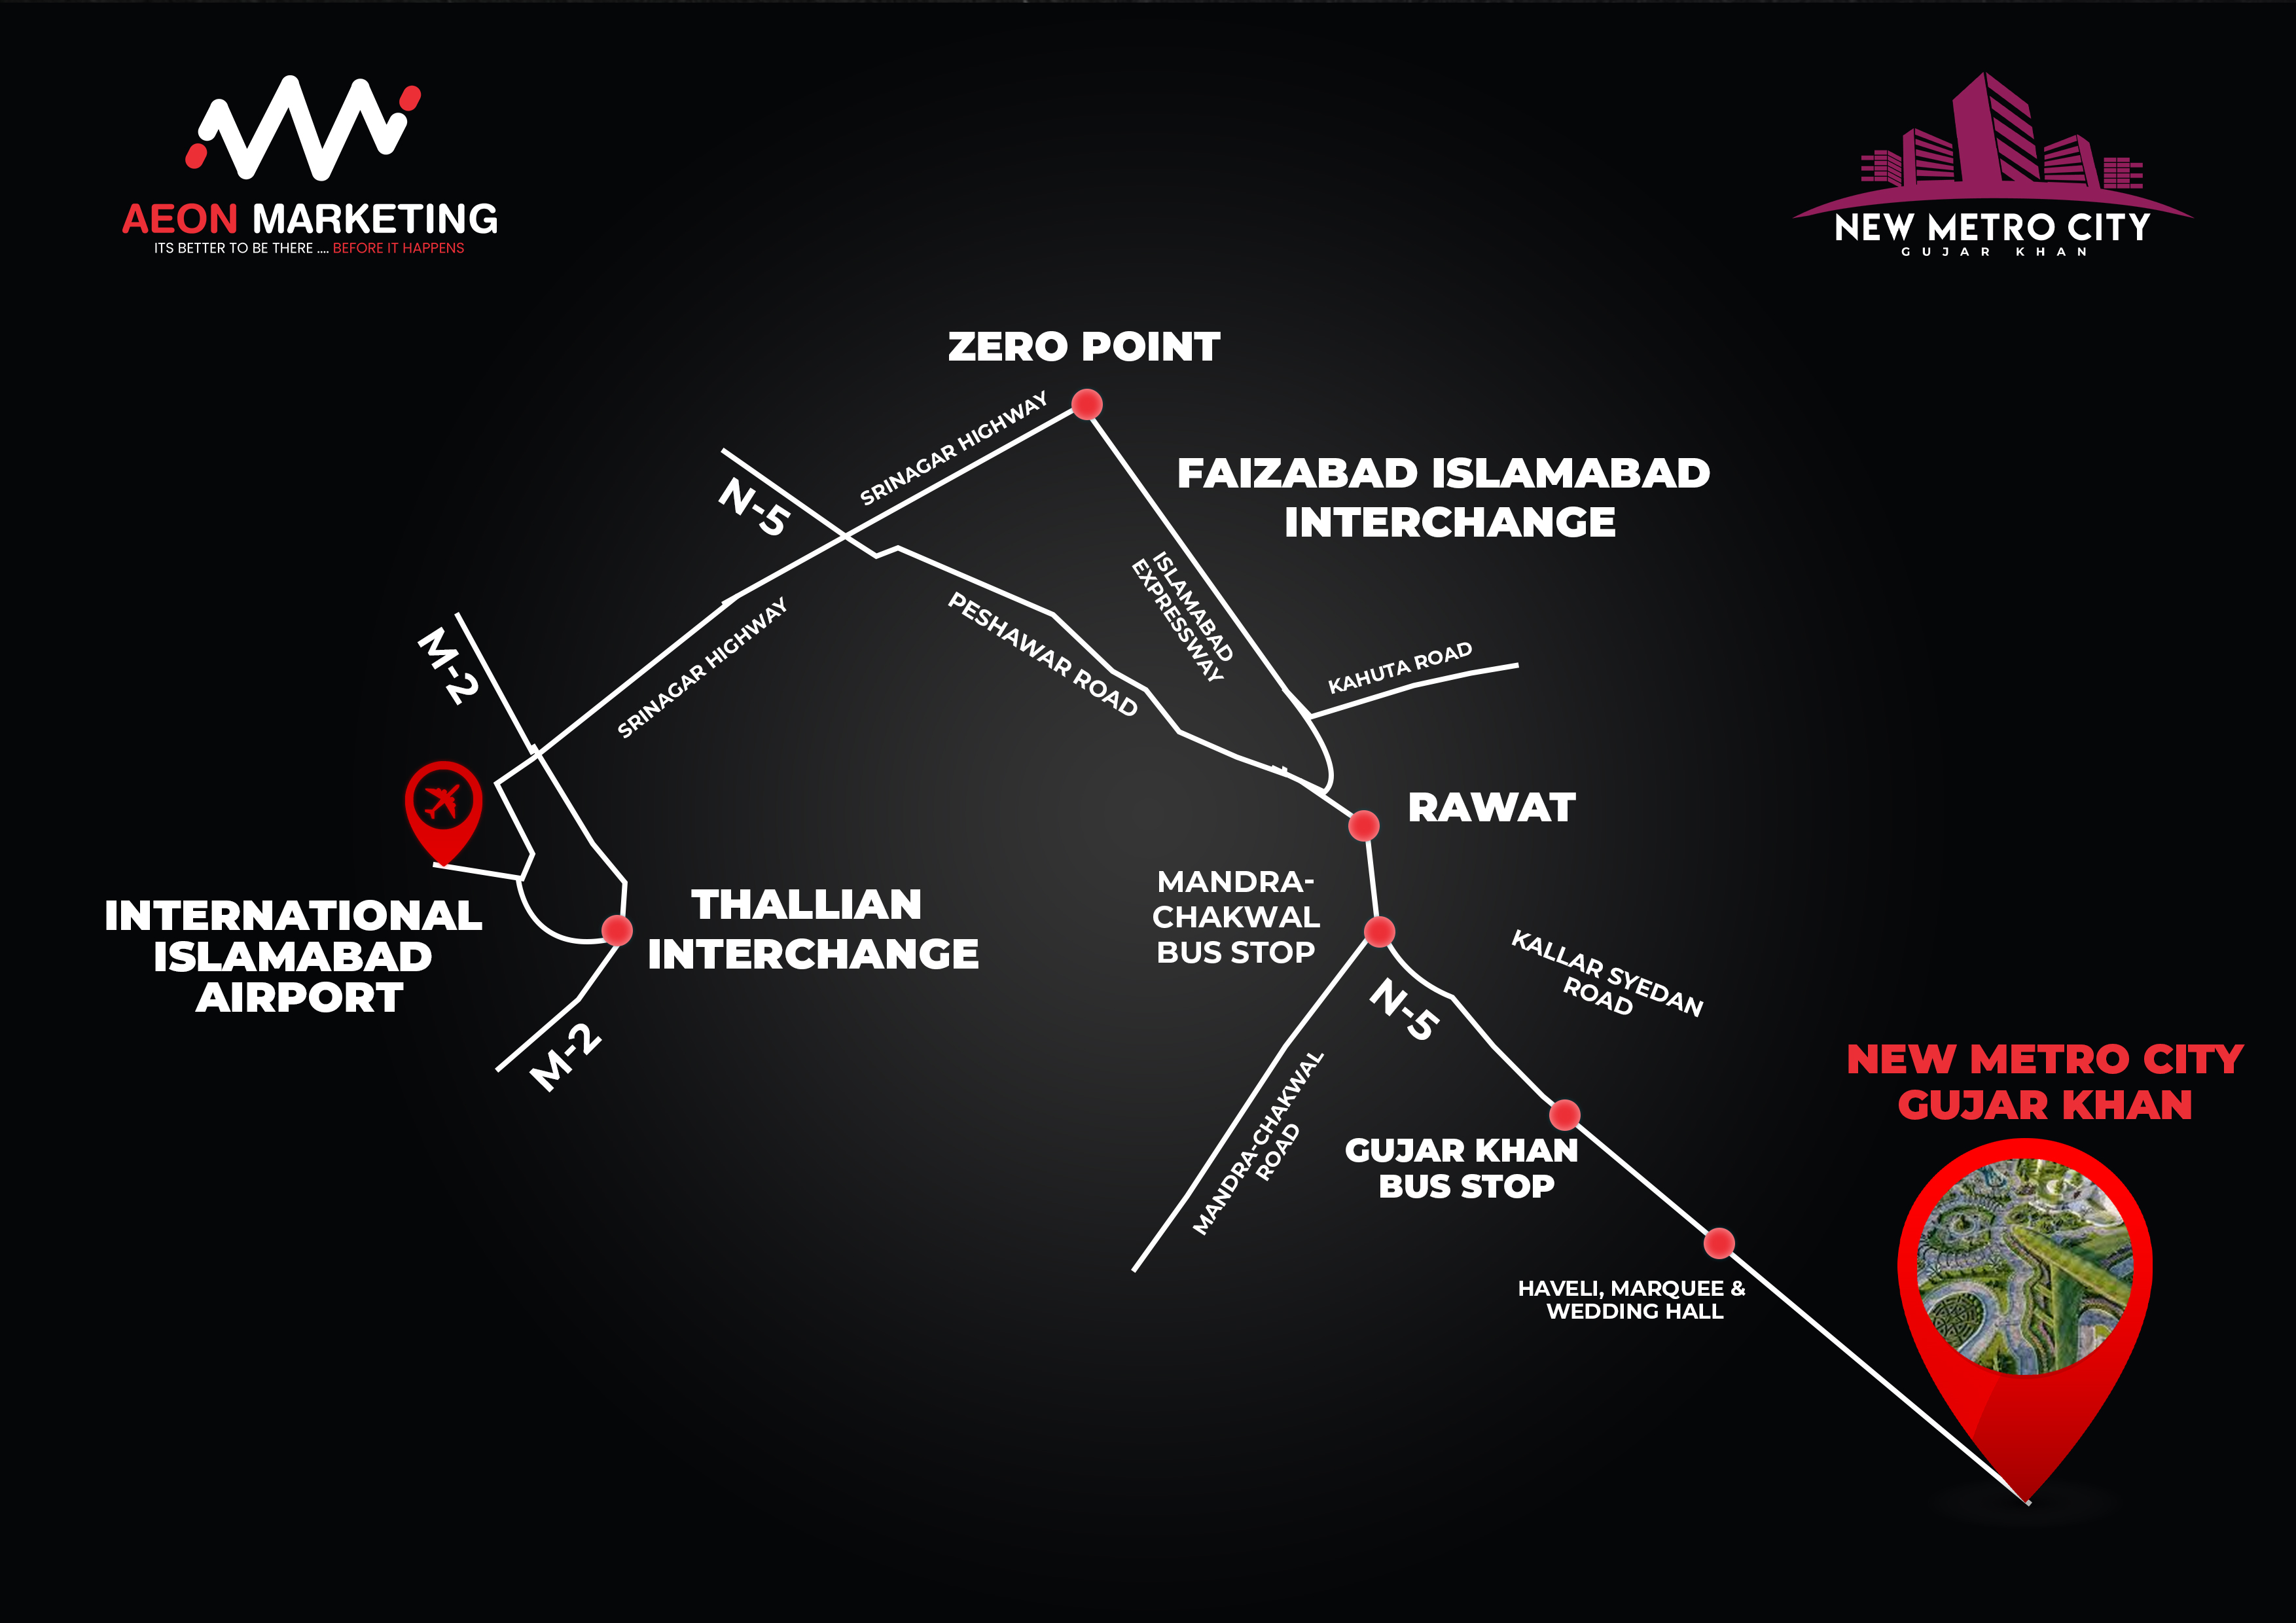 AEON MARKETING
ITS BETTER TO BE THERE .... BEFORE IT HAPPENS
NEW METRO CITY
GUJAR KHAN
ZERO POINT
SRINAGAR HIGHWAY
N-5
FAIZABAD ISLAMABAD
INTERCHANGE
ISLAMABAD
EXPRESSWAY
PESHAWAR ROAD
SRINAGAR HIGHWAY
M-2
KAHUTA ROAD
RAWAT
INTERNATIONAL
ISLAMABAD
AIRPORT
THALLIAN
INTERCHANGE
M-2
MANDRA-
CHAKWAL
BUS STOP
N-5
KALLAR SYEDAN
ROAD
MANDRA-CHAKWAL
ROAD
NEW METRO CITY
GUJAR KHAN
GUJAR KHAN
BUS STOP
HAVELI, MARQUEE &
WEDDING HALL